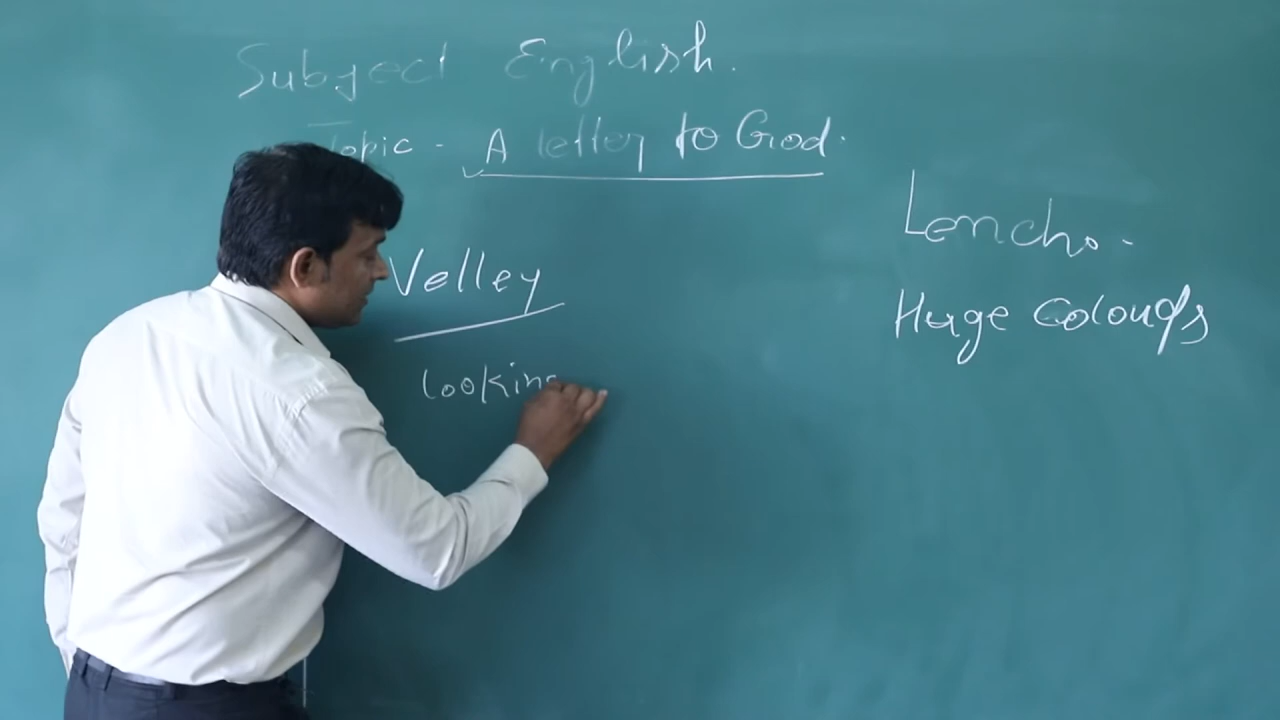 Subject English.
Topic - A letter to God.
Velley
looking
Lencho.
Huge Colouds